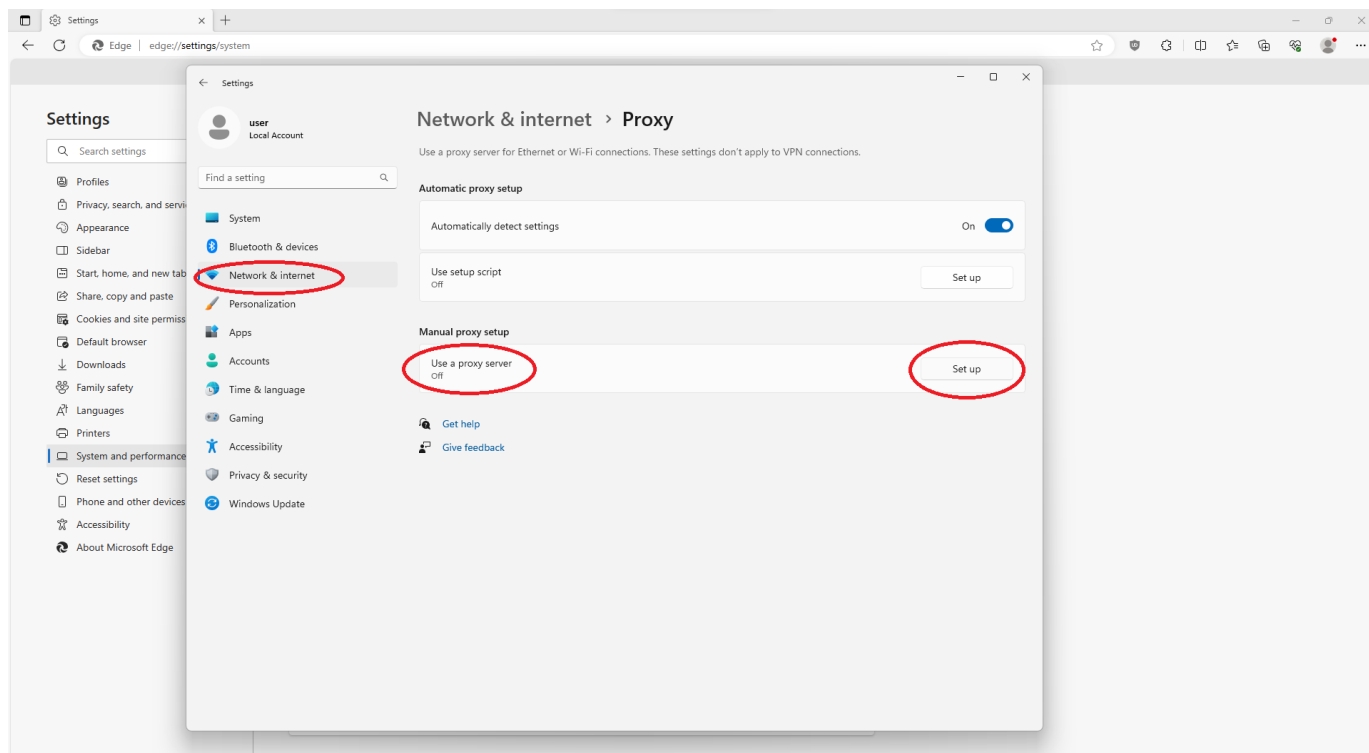 Settings
Edge
edge://settings/system
Settings
Search settings
Profiles
Privacy, search, and servi
Appearance
Sidebar
Start, home, and new tab
Share, copy and paste
Cookies and site permiss
Default browser
Downloads
Family safety
Languages
Printers
System and performance
Reset settings
Phone and other devices
Accessibility
About Microsoft Edge
Settings
user
Local Account
Find a setting
System
Bluetooth & devices
Network & internet
Personalization
Apps
Accounts
Time & language
Gaming
Accessibility
Privacy & security
Windows Update
Network & internet > Proxy
Use a proxy server for Ethernet or Wi-Fi connections. These settings don't apply to VPN connections.
Automatic proxy setup
Automatically detect settings
On
Use setup script
Off
Set up
Manual proxy setup
Use a proxy server
Off
Set up
Get help
Give feedback